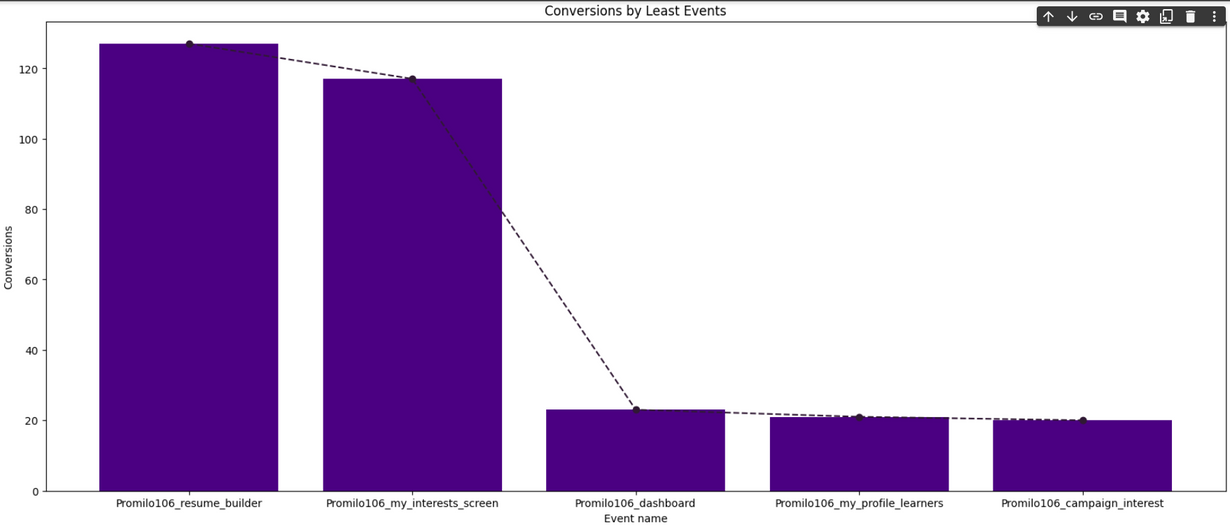 Conversions by Least Events
120
100
80
60
40
20
0
Conversions
Promilo106_resume_builder
Promilo106_my_interests_screen
Promilo106_dashboard
Promilo106_my_profile_learners
Promilo106_campaign_interest
Event name